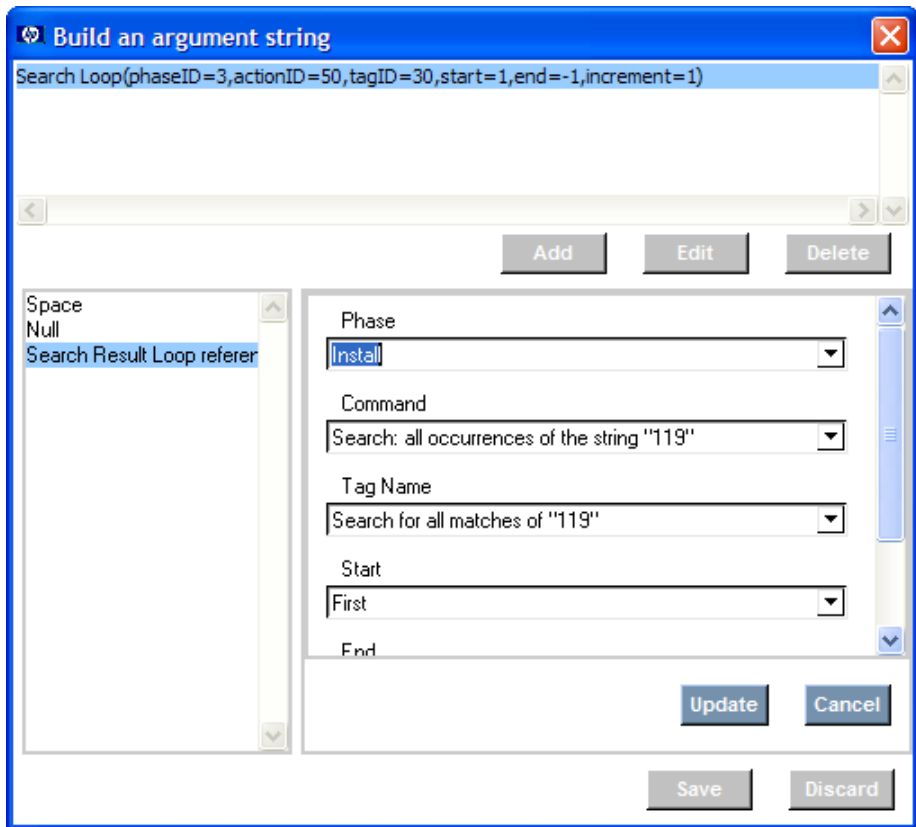 Build an argument string
Search Loop(phaseID=3,actionID=50,tagID=30,start=1,end=-1,increment=1)
Add Edit Delete
Space
Null
Search Result Loop referer
Phase
Install
Command
Search: all occurrences of the string "119"
Tag Name
Search for all matches of "119"
Start
First
End
Update Cancel
Save Discard